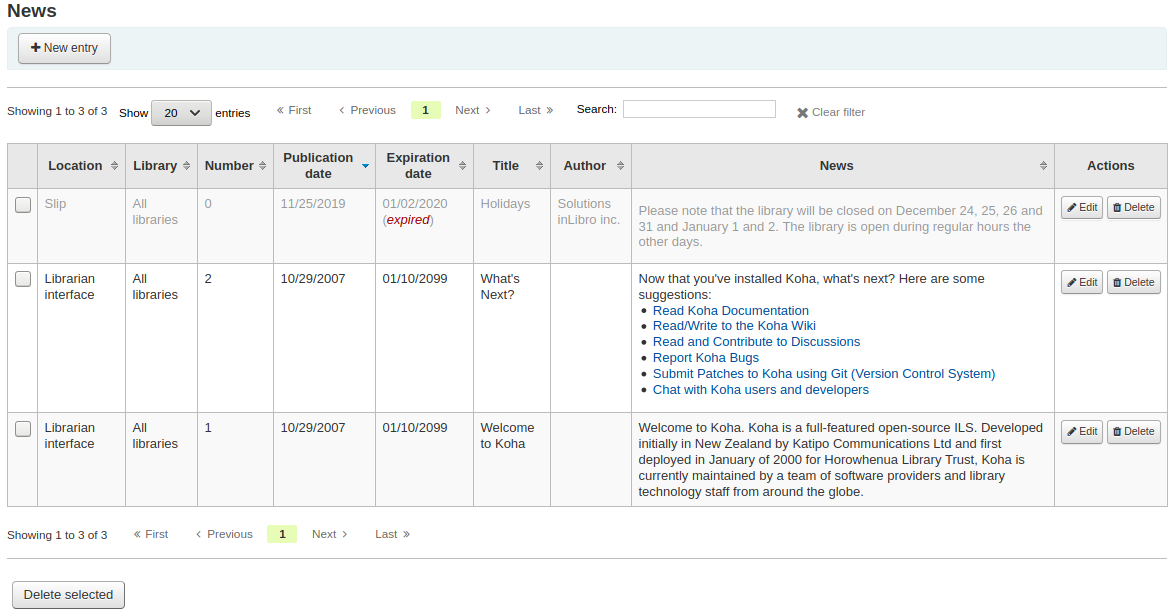 News
New entry
Showing 1 to 3 of 3 Show 20 entries « First ‹ Previous 1 Next › Last » Search: Clear filter
Location Library Number Publication date Expiration date Title Author News Actions
Slip
All
libraries
0
11/25/2019
01/02/2020
(expired)
Holidays
Solutions
inLibro inc.
Please note that the library will be closed on December 24, 25, 26 and
31 and January 1 and 2. The library is open during regular hours the
other days.
Edit Delete
Librarian
interface
All
libraries
2
10/29/2007
01/10/2099
What's
Next?
Now that you've installed Koha, what's next? Here are some
suggestions:
• Read Koha Documentation
• Read/Write to the Koha Wiki
• Read and Contribute to Discussions
• Report Koha Bugs
• Submit Patches to Koha using Git (Version Control System)
• Chat with Koha users and developers
Edit Delete
Librarian
interface
All
libraries
1
10/29/2007
01/10/2099
Welcome
to Koha
Welcome to Koha. Koha is a full-featured open-source ILS. Developed
initially in New Zealand by Katipo Communications Ltd and first
deployed in January of 2000 for Horowhenua Library Trust, Koha is
currently maintained by a team of software providers and library
technology staff from around the globe.
Edit Delete
Showing 1 to 3 of 3 « First ‹ Previous 1 Next › Last »
Delete selected